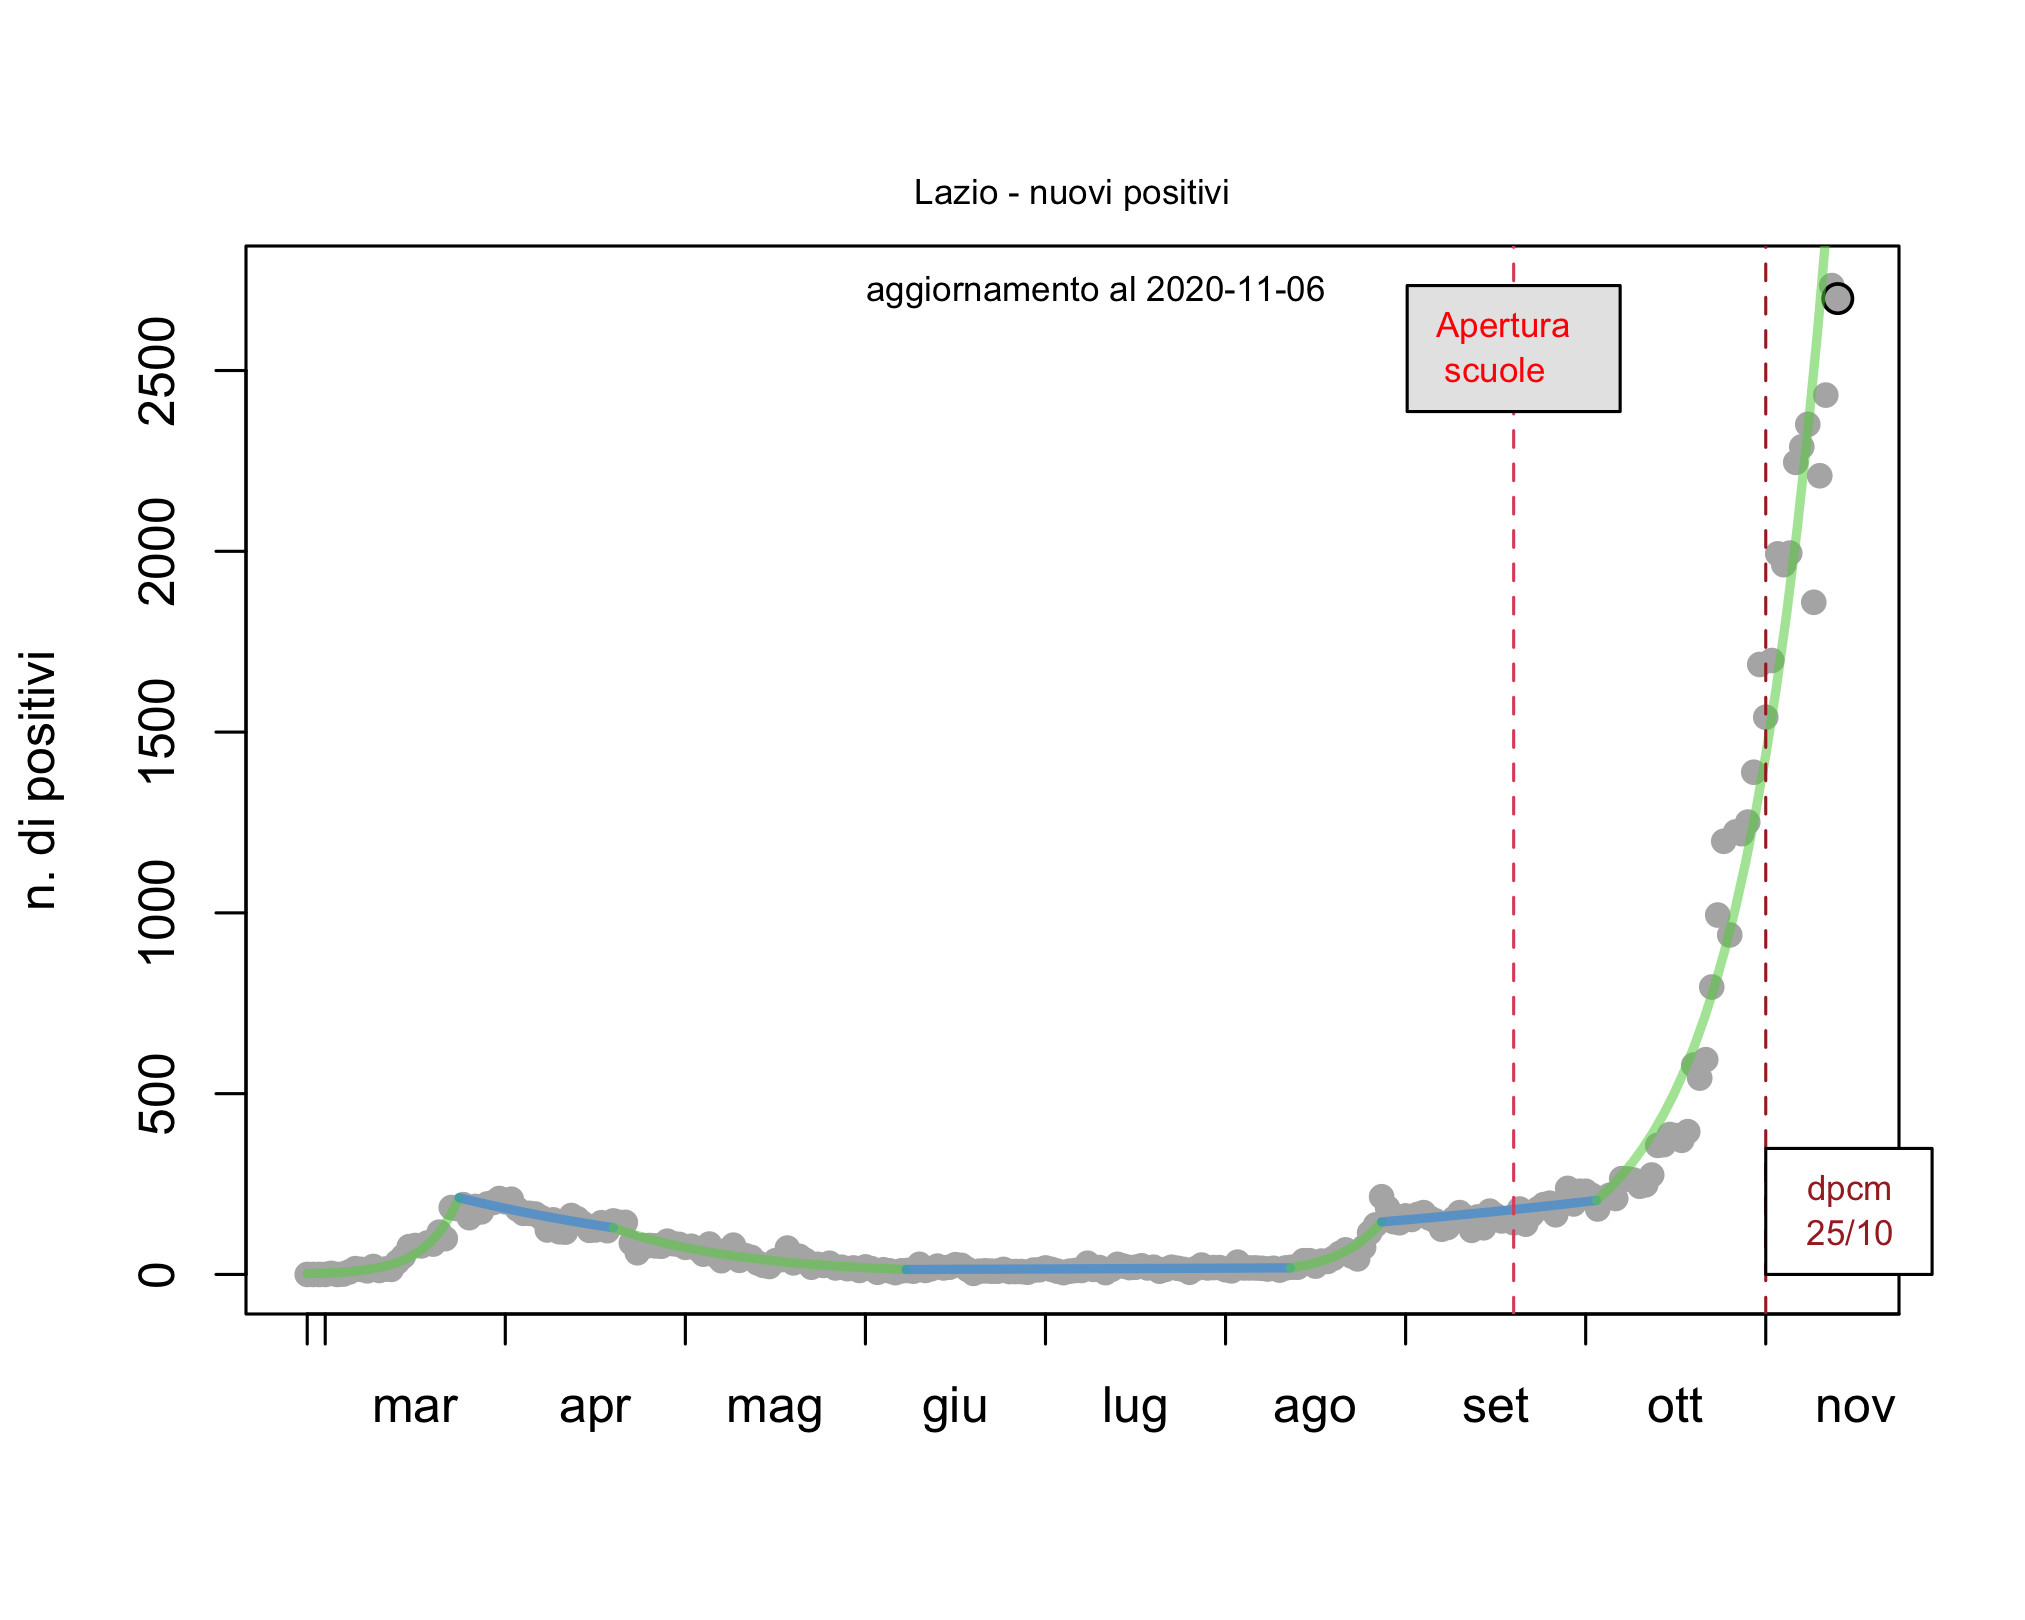 Lazio - nuovi positivi
aggiornamento al 2020-11-06
Apertura
scuole
n. di positivi
2500
2000
1500
1000
500
0
dpcm
25/10
mar apr mag giu lug ago set ott nov